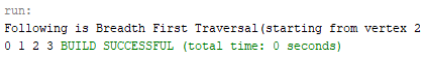 run:
Following is Breadth First Traversal(starting from vertex 2
0 1 2 3 BUILD SUCCESSFUL (total time: 0 seconds)